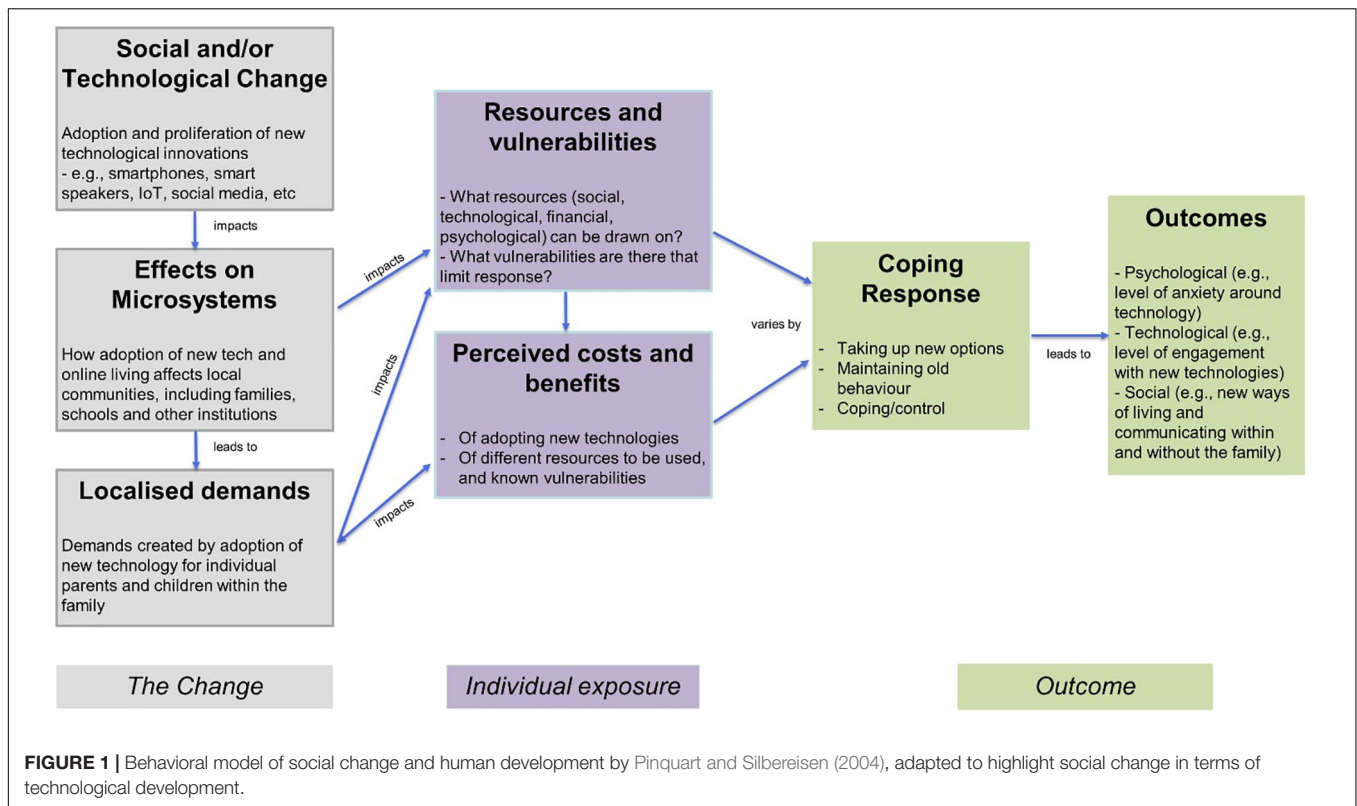 Social and/or
Technological Change
Adoption and proliferation of new
technological innovations
- e.g., smartphones, smart
speakers, IoT, social media, etc
impacts
Effects on
Microsystems
How adoption of new tech and
online living affects local
communities, including families,
schools and other institutions
leads to
Localised demands
Demands created by adoption of
new technology for individual
parents and children within the
family
impacts
impacts
impacts
Resources and
vulnerabilities
- What resources (social,
technological, financial,
psychological) can be drawn on?
- What vulnerabilities are there that
limit response?
Perceived costs and
benefits
- Of adopting new technologies
- Of different resources to be used,
and known vulnerabilities
varies by
Coping
Response
- Taking up new options
- Maintaining old
behaviour
- Coping/control
leads to
Outcomes
- Psychological (e.g.,
level of anxiety around
technology)
- Technological (e.g.,
level of engagement
with new technologies)
- Social (e.g., new ways
of living and
communicating within
and without the family)
The Change
Individual exposure
Outcome
FIGURE 1 | Behavioral model of social change and human development by Pinquart and Silbereisen (2004), adapted to highlight social change in terms of
technological development.